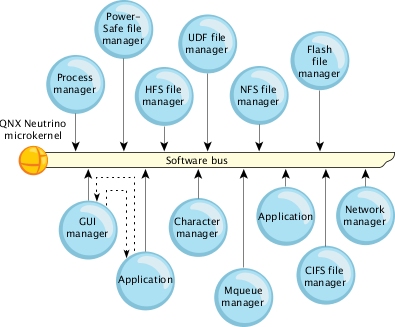 Power-
Safe file
manager
UDF file
manager
Flash
file
manager
Process
manager
HFS file
manager
NFS file
manager
QNX Neutrino
microkernel
Software bus
GUI
manager
Character
manager
Application
Network
manager
Application
Mqueue
manager
CIFS file
manager